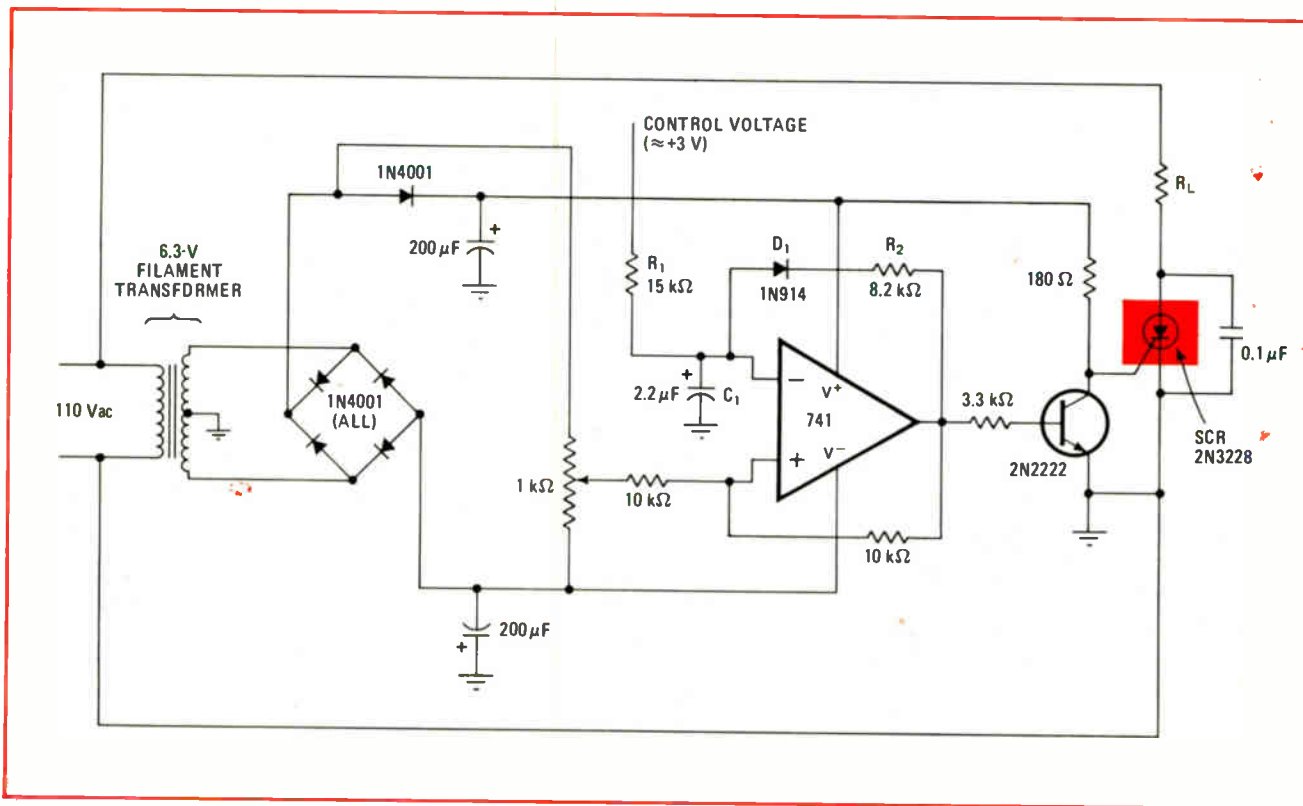 CONTROL VOLTAGE
(≈+3 V)
1N4001
+
200 µF
6.3-V
FILAMENT
TRANSFDRMER
110 Vac
1N4001
(ALL)
R₁
15 kΩ
D₁
1N914
R₂
8.2 kΩ
+
2.2 µF
C₁
−
+
V⁺
741
V⁻
1 kΩ
10 kΩ
10 kΩ
3.3 kΩ
2N2222
180 Ω
R_L
0.1 µF
SCR
2N3228
200 µF
+